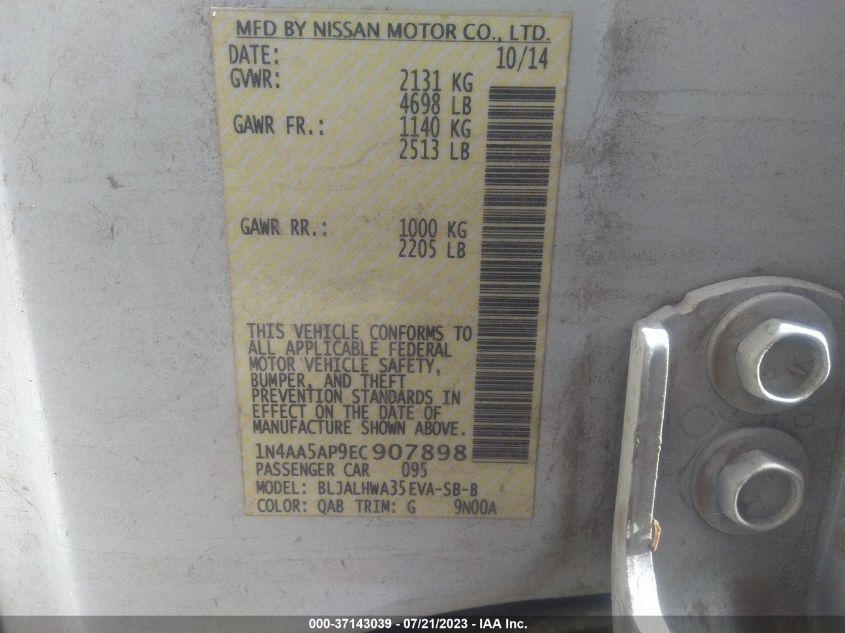 MFD BY NISSAN MOTOR CO., LTD.
DATE: 10/14
GVWR: 2131 KG
4698 LB
GAWR FR.: 1140 KG
2513 LB
GAWR RR.: 1000 KG
2205 LB
THIS VEHICLE CONFORMS TO
ALL APPLICABLE FEDERAL
MOTOR VEHICLE SAFETY,
BUMPER, AND THEFT
PREVENTION STANDARDS IN
EFFECT ON THE DATE OF
MANUFACTURE SHOWN ABOVE.
1N4AA5AP9EC907898
PASSENGER CAR 095
MODEL: BLJALHWA35EVA-SB-B
COLOR: QAB TRIM: G 9N00A
000-37143039 - 07/21/2023 - IAA Inc.